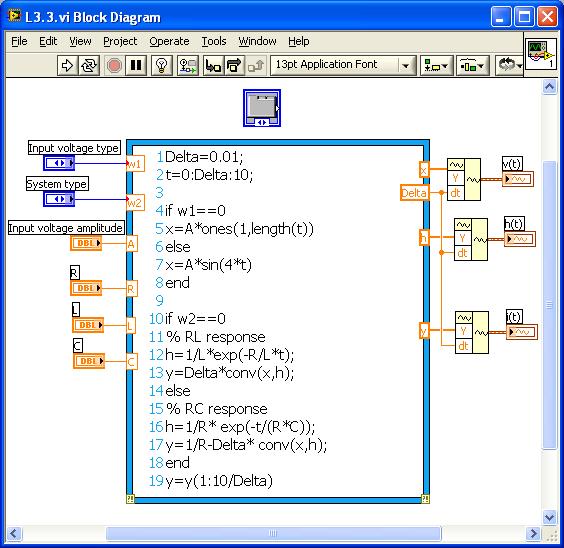 L3.3.vi Block Diagram
File Edit View Project Operate Tools Window Help
13pt Application Font
1
Input voltage type
System type
Input voltage amplitude
DBL
R
DBL
L
DBL
C
DBL
w1
w2
A
R
L
C
1 Delta=0.01;
2 t=0:Delta:10;
3
4 if w1==0
5 x=A*ones(1,length(t))
6 else
7 x=A*sin(4*t)
8 end
9
10 if w2==0
11 % RL response
12 h=1/L*exp(-R/L*t);
13 y=Delta*conv(x,h);
14 else
15 % RC response
16 h=1/R* exp(-t/(R*C));
17 y=1/R-Delta* conv(x,h);
18 end
19 y=y(1:10/Delta)
x
Delta
h
y
Y
dt
v(t)
Y
dt
h(t)
Y
dt
i(t)